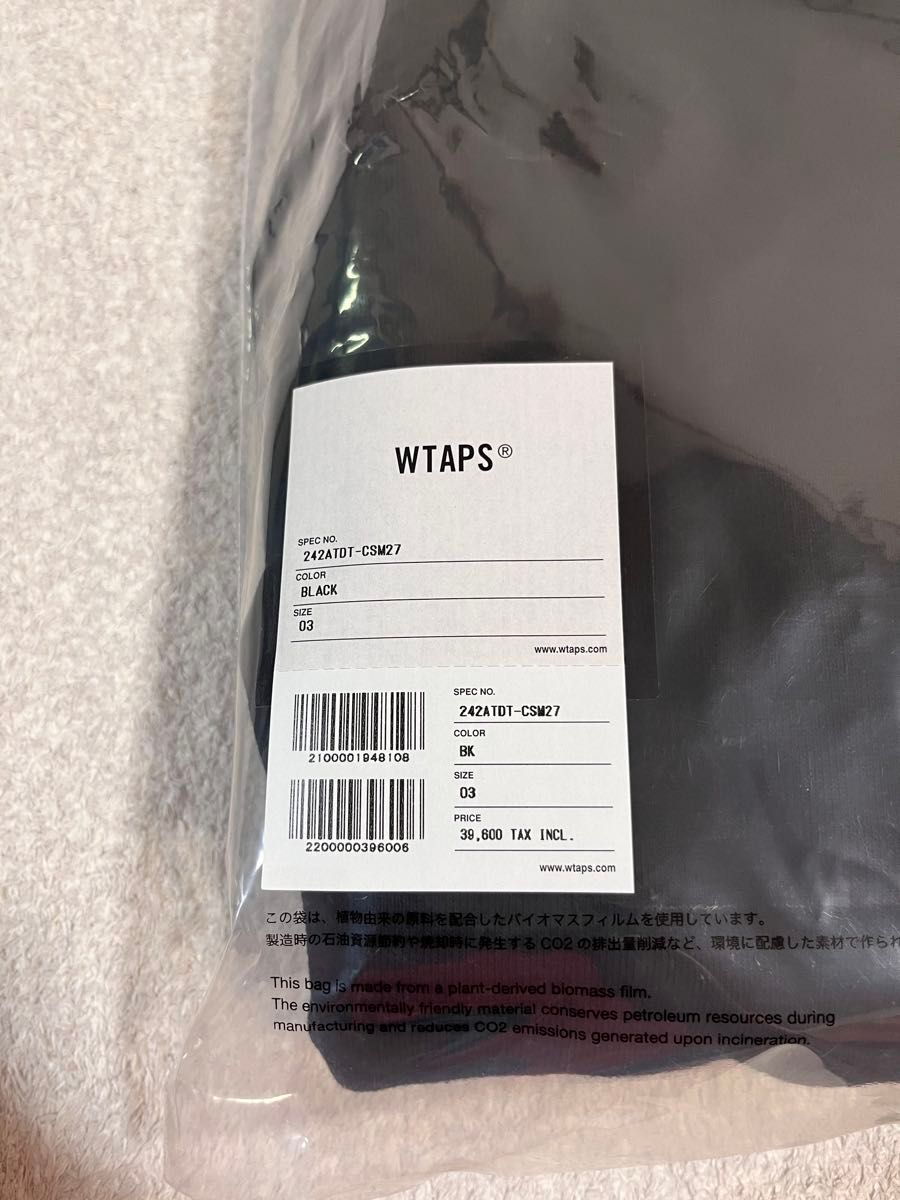 WTAPS®
SPEC NO.
242ATDT-CSM27
COLOR
BLACK
SIZE
03
www.wtaps.com
2100001948108
2200000396006
SPEC NO.
242ATDT-CSM27
COLOR
BK
SIZE
03
PRICE
39,600 TAX INCL.
www.wtaps.com
この袋は、植物由来の原料を配合したバイオマスフィルムを使用しています。
製造時の石油資源節約や焼却時に発生する CO2 の排出量削減など、環境に配慮した素材で作られ
This bag is made from a plant-derived biomass film.
The environmentally friendly material conserves petroleum resources during
manufacturing and reduces CO2 emissions generated upon incineration.